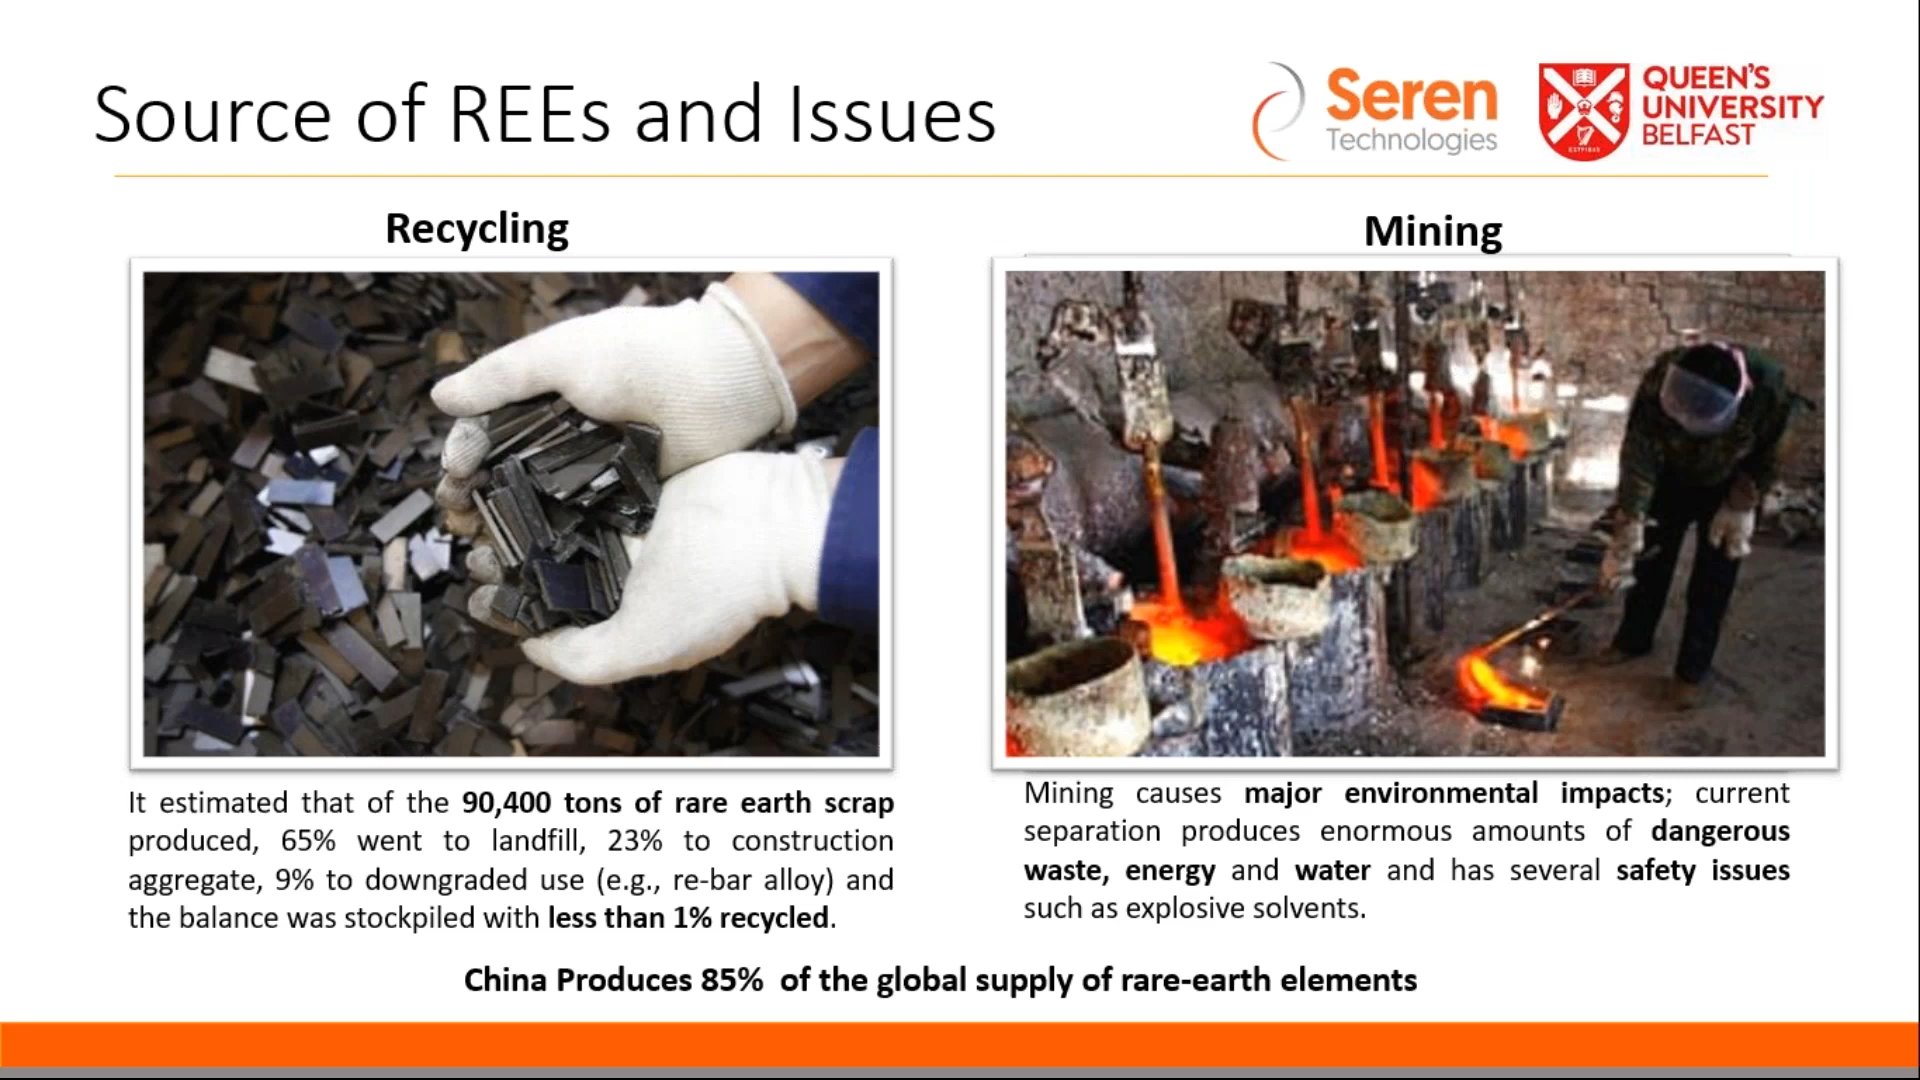 Source of REEs and Issues
Seren
Technologies
QUEEN'S
UNIVERSITY
BELFAST
ESTD1845
Recycling
Mining
It estimated that of the 90,400 tons of rare earth scrap
produced, 65% went to landfill, 23% to construction
aggregate, 9% to downgraded use (e.g., re-bar alloy) and
the balance was stockpiled with less than 1% recycled.
Mining causes major environmental impacts; current
separation produces enormous amounts of dangerous
waste, energy and water and has several safety issues
such as explosive solvents.
China Produces 85% of the global supply of rare-earth elements